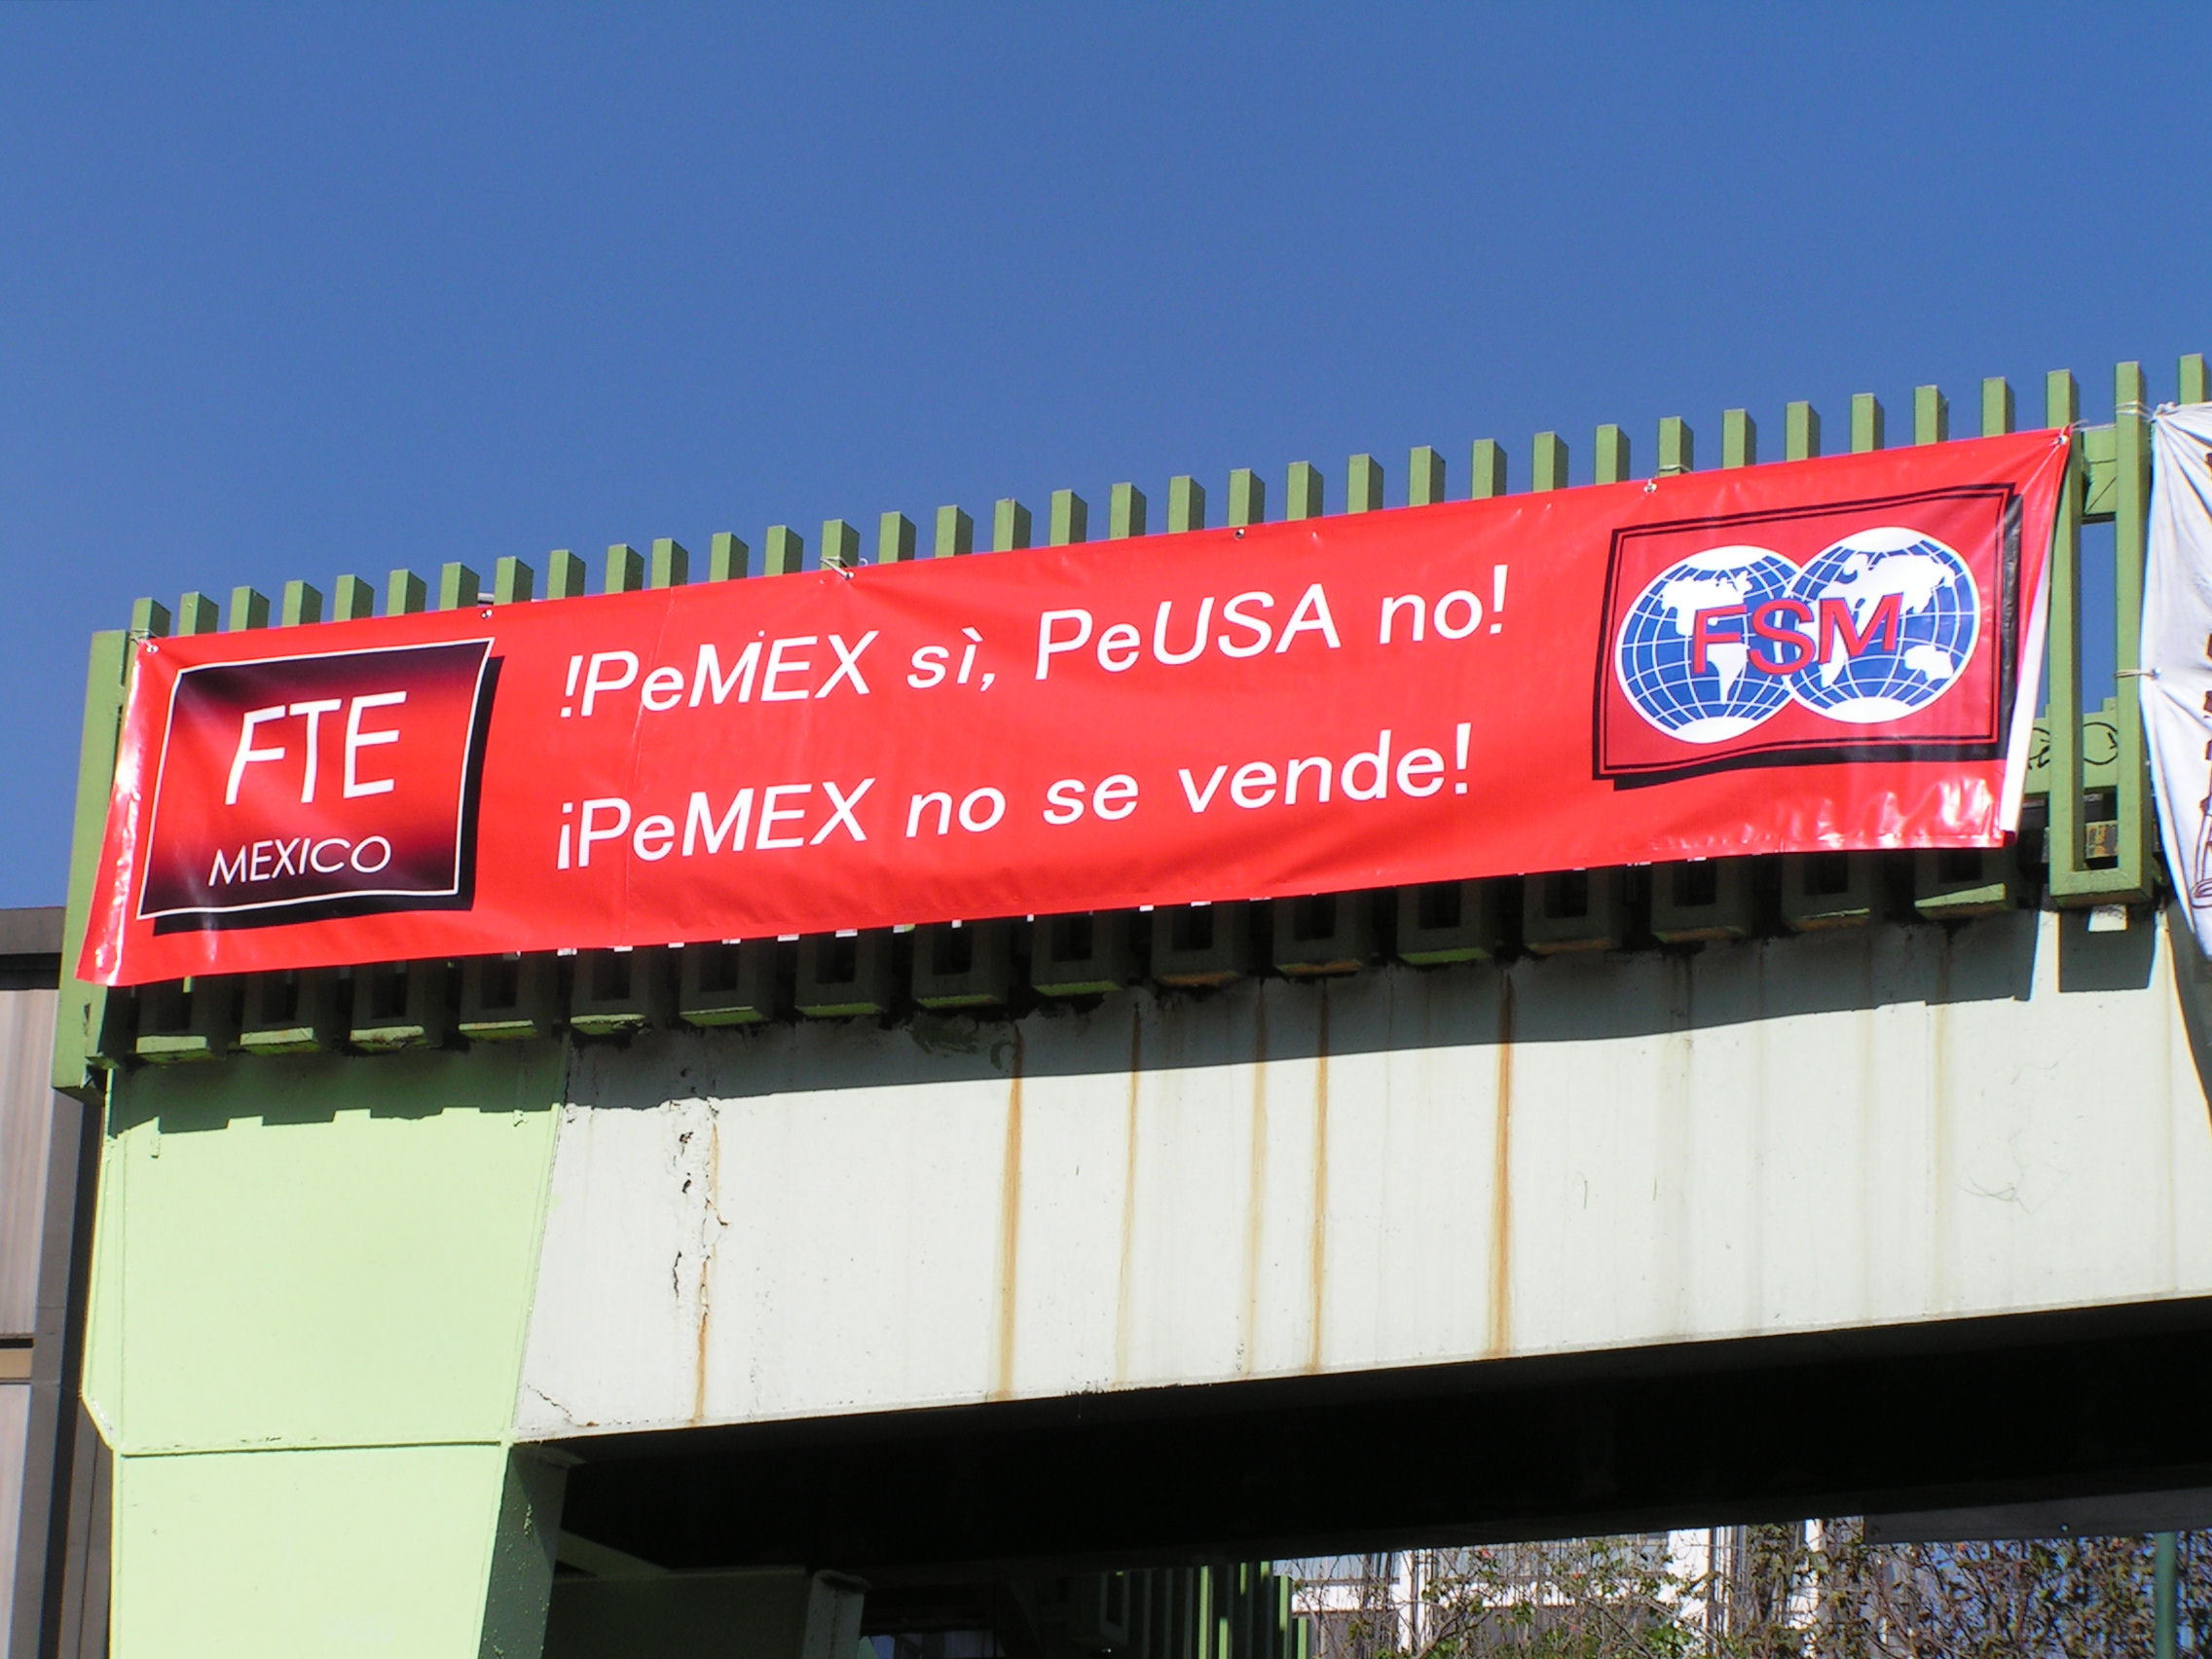 FTE
MEXICO
!PeMEX sì, PeUSA no!
¡PeMEX no se vende!
FSM